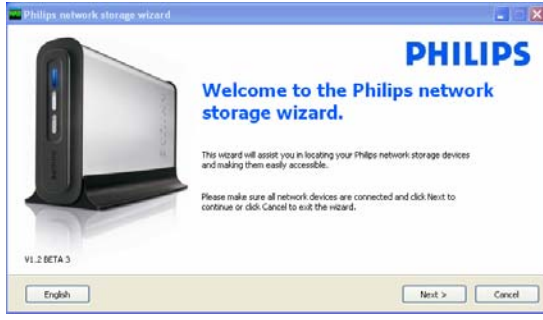 Philips network storage wizard
PHILIPS
Welcome to the Philips network
storage wizard.
This wizard will assist you in locating your Philips network storage devices
and making them easily accessible.
Please make sure all network devices are connected and click Next to
continue or click Cancel to exit the wizard.
V1.2 BETA 3
English
Next >
Cancel